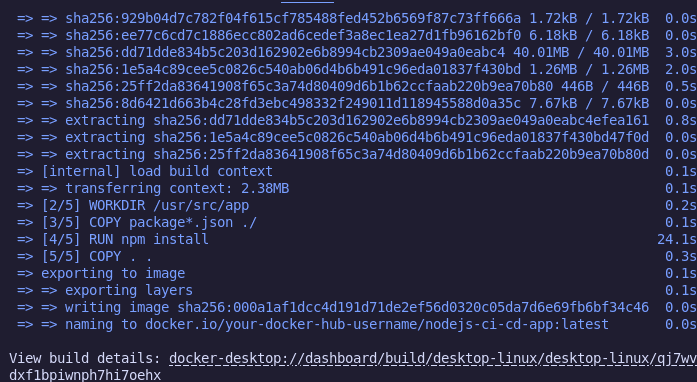 => => sha256:929b04d7c782f04f615cf785488fed452b6569f87c73ff666a 1.72kB / 1.72kB 0.0s
=> => sha256:ee77c6cd7c1886ecc802ad6cedef3a8ec1ea27d1fb96162bf0 6.18kB / 6.18kB 0.0s
=> => sha256:dd71dde834b5c203d162902e6b8994cb2309ae049a0eabc4 40.01MB / 40.01MB 3.0s
=> => sha256:1e5a4c89cee5c0826c540ab06d4b6b491c96eda01837f430bd 1.26MB / 1.26MB 2.0s
=> => sha256:25ff2da83641908f65c3a74d80409d6b1b62ccfaab220b9ea70b80 446B / 446B 0.5s
=> => sha256:8d6421d663b4c28fd3ebc498332f249011d118945588d0a35c 7.67kB / 7.67kB 0.0s
=> => extracting sha256:dd71dde834b5c203d162902e6b8994cb2309ae049a0eabc4efea161 0.8s
=> => extracting sha256:1e5a4c89cee5c0826c540ab06d4b6b491c96eda01837f430bd47f0d 0.0s
=> => extracting sha256:25ff2da83641908f65c3a74d80409d6b1b62ccfaab220b9ea70b80d 0.0s
=> [internal] load build context 0.1s
=> => transferring context: 2.38MB 0.1s
=> [2/5] WORKDIR /usr/src/app 0.2s
=> [3/5] COPY package*.json ./ 0.1s
=> [4/5] RUN npm install 24.1s
=> [5/5] COPY . . 0.3s
=> exporting to image 0.1s
=> => exporting layers 0.1s
=> => writing image sha256:000a1af1dcc4d191d71de2ef56d0320c05da7d6e69fb6bf34c46 0.0s
=> => naming to docker.io/your-docker-hub-username/nodejs-ci-cd-app:latest 0.0s
View build details: docker-desktop://dashboard/build/desktop-linux/desktop-linux/qj7wv
dxf1bpiwnph7hi7oehx